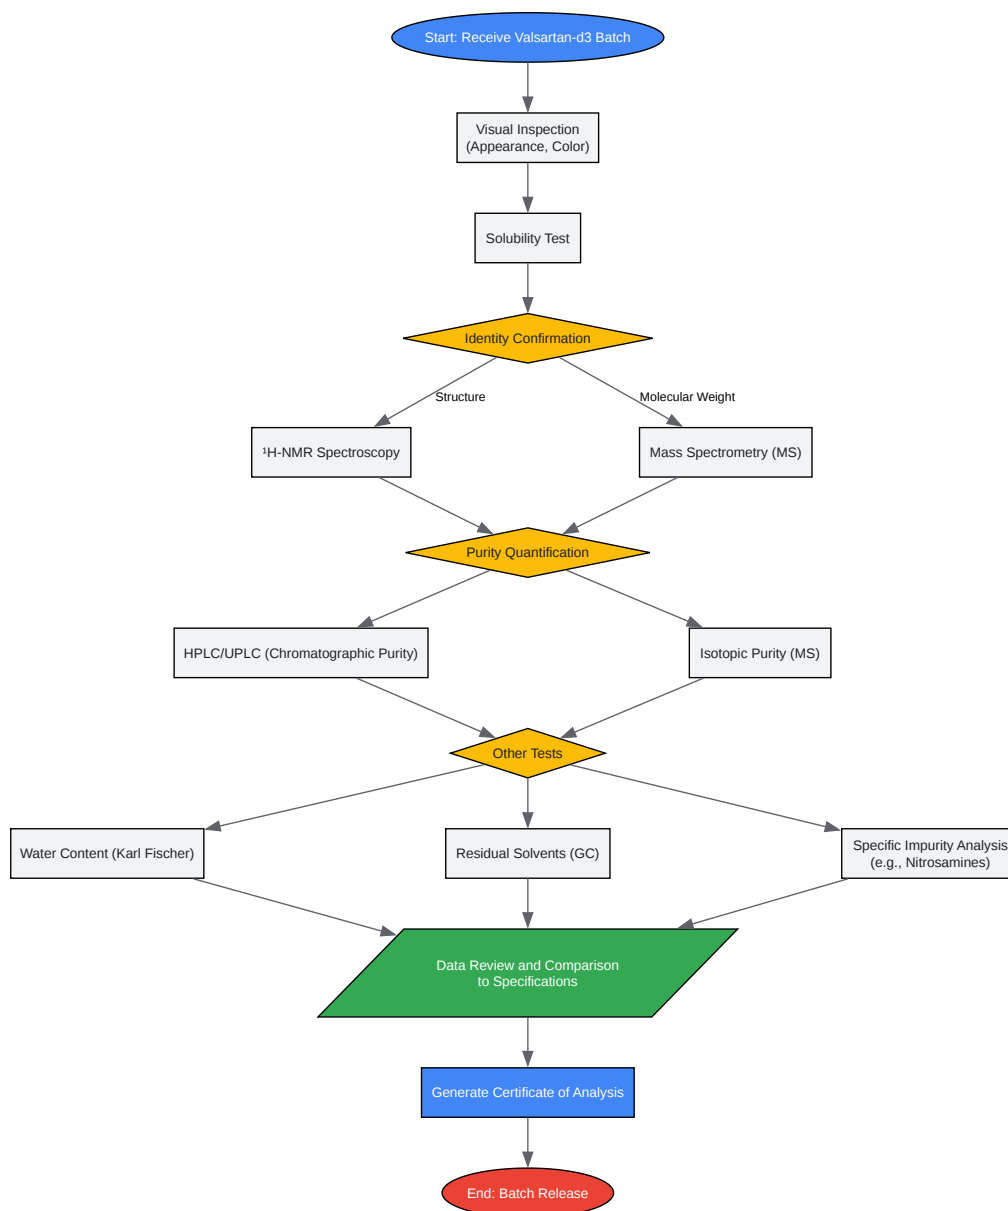 Start: Receive Valsartan-d3 Batch
Visual Inspection
(Appearance, Color)
Solubility Test
Identity Confirmation
Structure
Molecular Weight
¹H-NMR Spectroscopy
Mass Spectrometry (MS)
Purity Quantification
HPLC/UPLC (Chromatographic Purity)
Isotopic Purity (MS)
Other Tests
Water Content (Karl Fischer)
Residual Solvents (GC)
Specific Impurity Analysis
(e.g., Nitrosamines)
Data Review and Comparison
to Specifications
Generate Certificate of Analysis
End: Batch Release